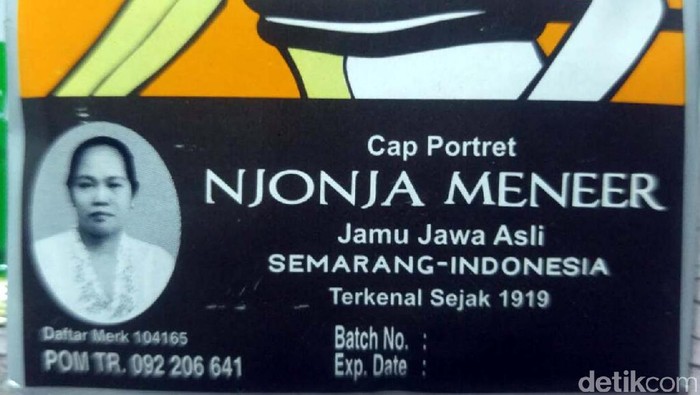 Cap Portret
NJONJA MENEER
Jamu Jawa Asli
SEMARANG-INDONESIA
Terkenal Sejak 1919
Daftar Merk 104165
POM TR. 092 206 641
Batch No. :
Exp. Date :
detikcom